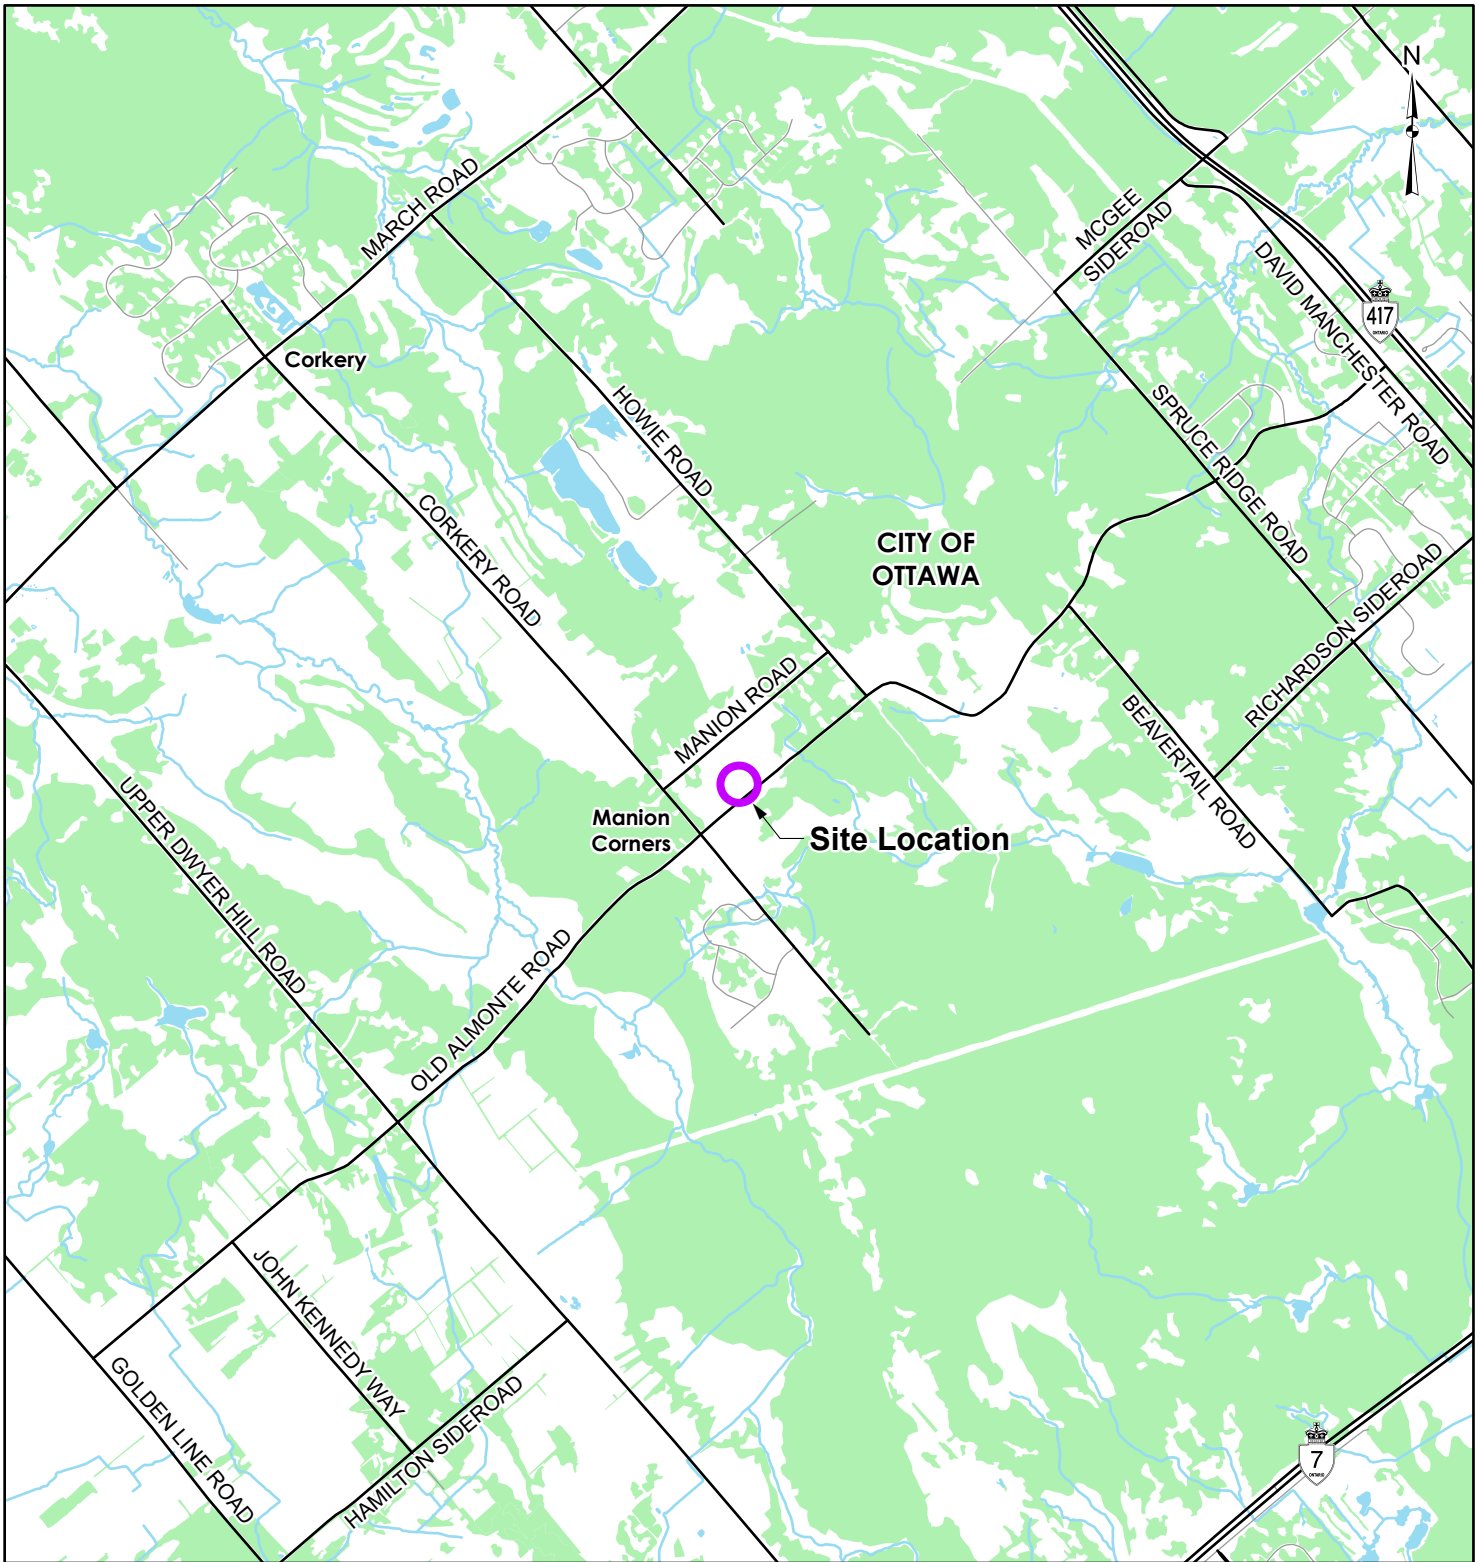 N
MARCH ROAD
MCGEE
SIDEROAD
DAVID MANCHESTER ROAD
417
ONTARIO
Corkery
HOWIE ROAD
SPRUCE RIDGE ROAD
CORKERY ROAD
CITY OF
OTTAWA
RICHARDSON SIDEROAD
MANION ROAD
BEAVERTAIL ROAD
UPPER DWYER HILL ROAD
Manion
Corners
Site Location
OLD ALMONTE ROAD
JOHN KENNEDY WAY
GOLDEN LINE ROAD
HAMILTON SIDEROAD
7
ONTARIO